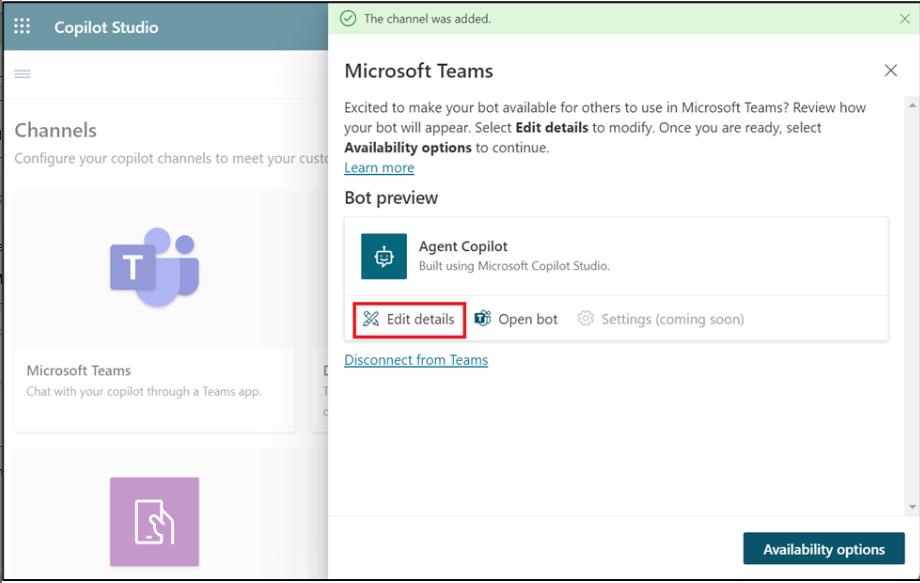 Copilot Studio
Channels
Configure your copilot channels to meet your custo
Microsoft Teams
Chat with your copilot through a Teams app.
The channel was added.
Microsoft Teams
Excited to make your bot available for others to use in Microsoft Teams? Review how
your bot will appear. Select Edit details to modify. Once you are ready, select
Availability options to continue.
Learn more
Bot preview
Agent Copilot
Built using Microsoft Copilot Studio.
Edit details
Open bot
Settings (coming soon)
Disconnect from Teams
Availability options